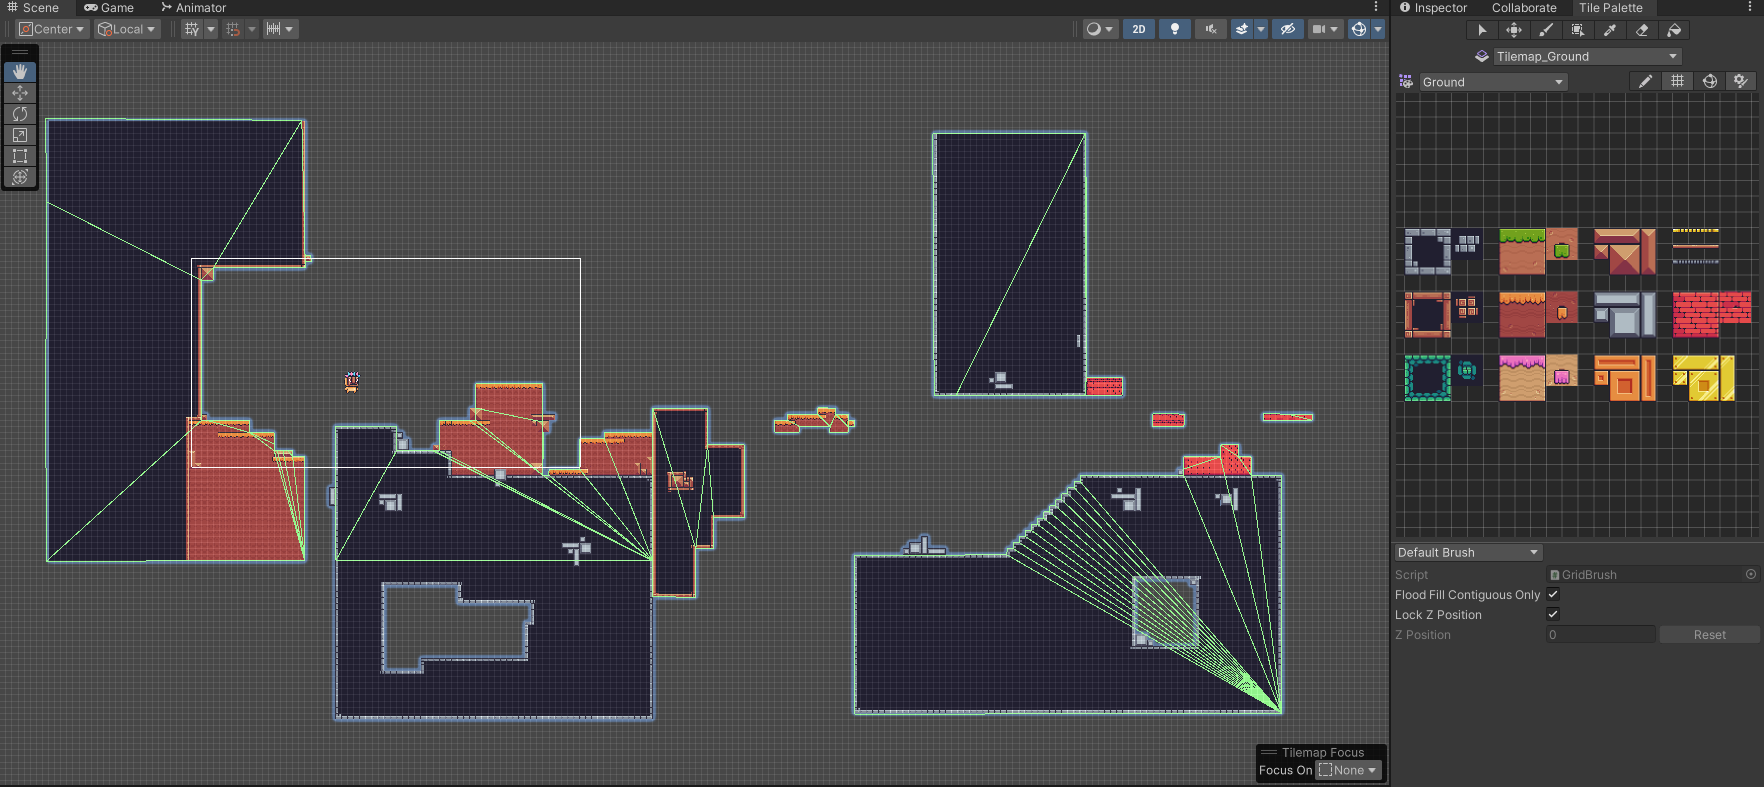 Scene
Game
Animator
Inspector
Collaborate
Tile Palette
Center
Local
2D
Tilemap_Ground
Ground
Default Brush
Script
GridBrush
Flood Fill Contiguous Only
Lock Z Position
Z Position
0
Reset
Tilemap Focus
Focus On
None